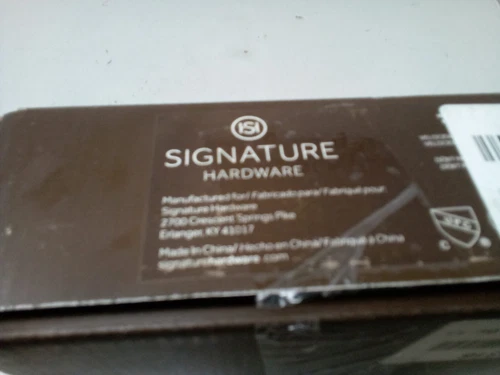 SIGNATURE
HARDWARE
Manufactured for/ Fabricado para/ Fabriqué pour:
Signature Hardware
2700 Crescent Springs Pike
Erlanger, KY 41017
Made in China/ Hecho en China/ Fabriqué à China
signaturehardware.com